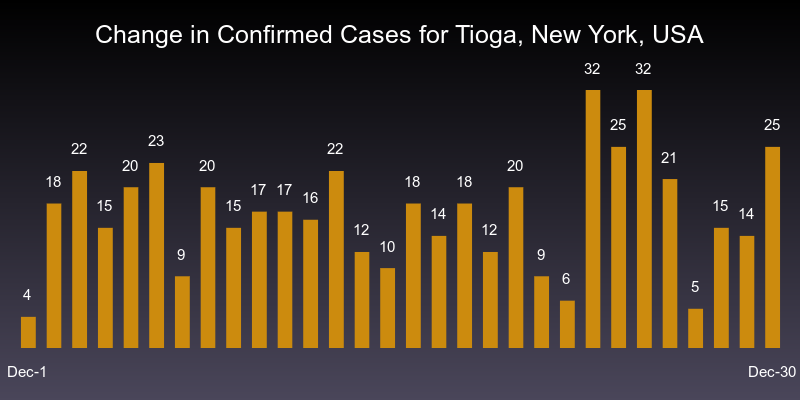 Change in Confirmed Cases for Tioga, New York, USA
4 18 22 15 20 23 9 20 15 17 17 16 22 12 10 18 14 18 12 20 9 6 32 25 32 21 5 15 14 25
Dec-1 Dec-30